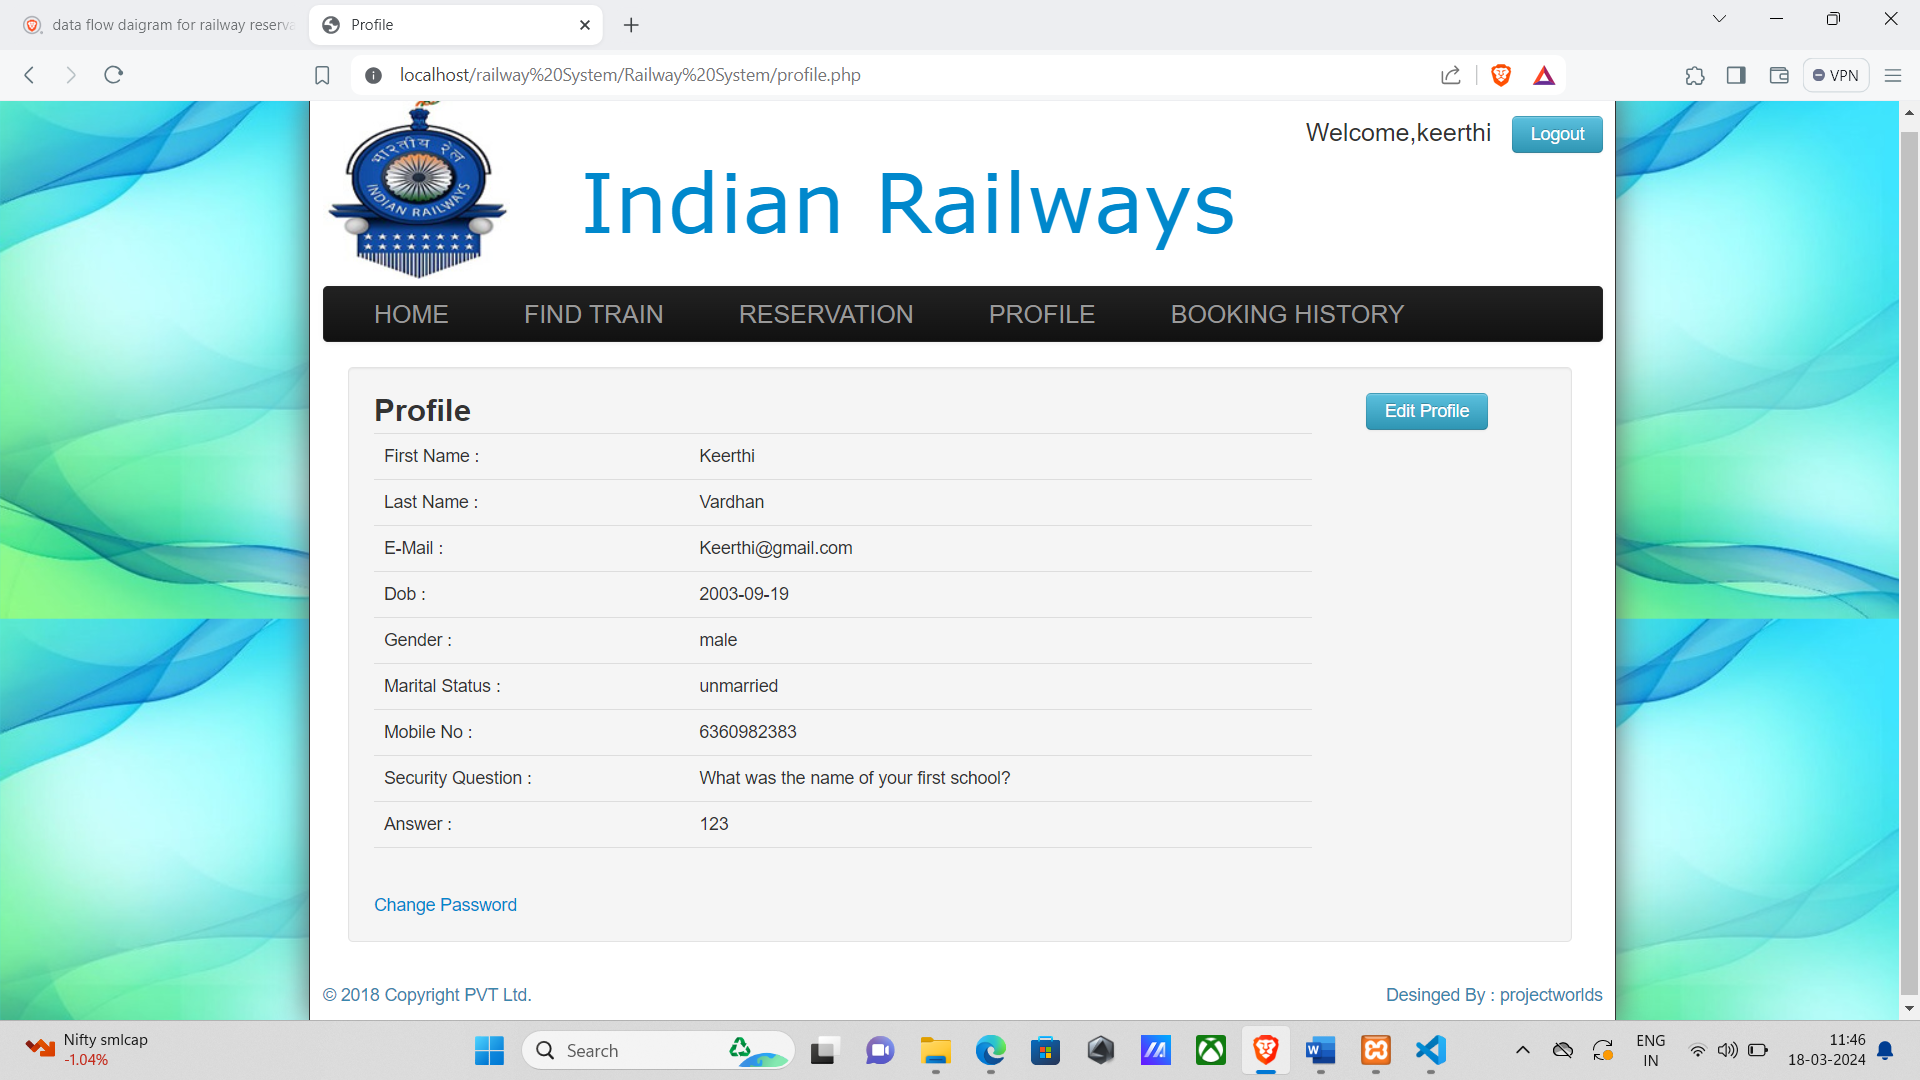 data flow daigram for railway reserva
Profile
localhost/railway%20System/Railway%20System/profile.php
VPN
भारतीय रेल
INDIAN RAILWAYS
Welcome,keerthi
Logout
Indian Railways
HOME FIND TRAIN RESERVATION PROFILE BOOKING HISTORY
Profile
Edit Profile
First Name : Keerthi
Last Name : Vardhan
E-Mail : Keerthi@gmail.com
Dob : 2003-09-19
Gender : male
Marital Status : unmarried
Mobile No : 6360982383
Security Question : What was the name of your first school?
Answer : 123
Change Password
© 2018 Copyright PVT Ltd. Desinged By : projectworlds
Nifty smlcap
-1.04%
Search
ENG
IN
11:46
18-03-2024